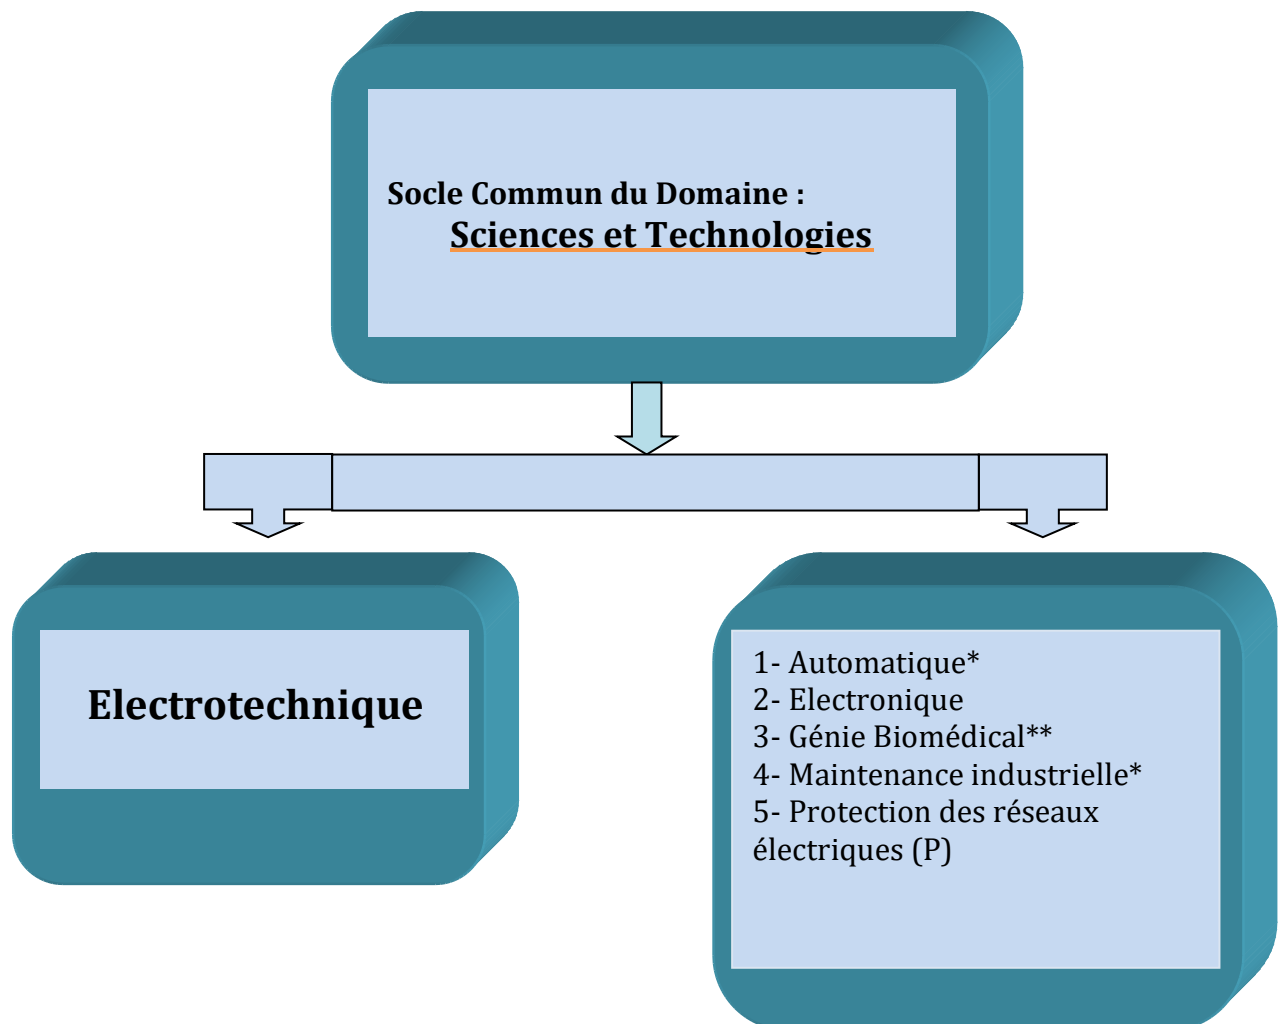 Socle Commun du Domaine :
Sciences et Technologies
Electrotechnique
1- Automatique*
2- Electronique
3- Génie Biomédical**
4- Maintenance industrielle*
5- Protection des réseaux
électriques (P)